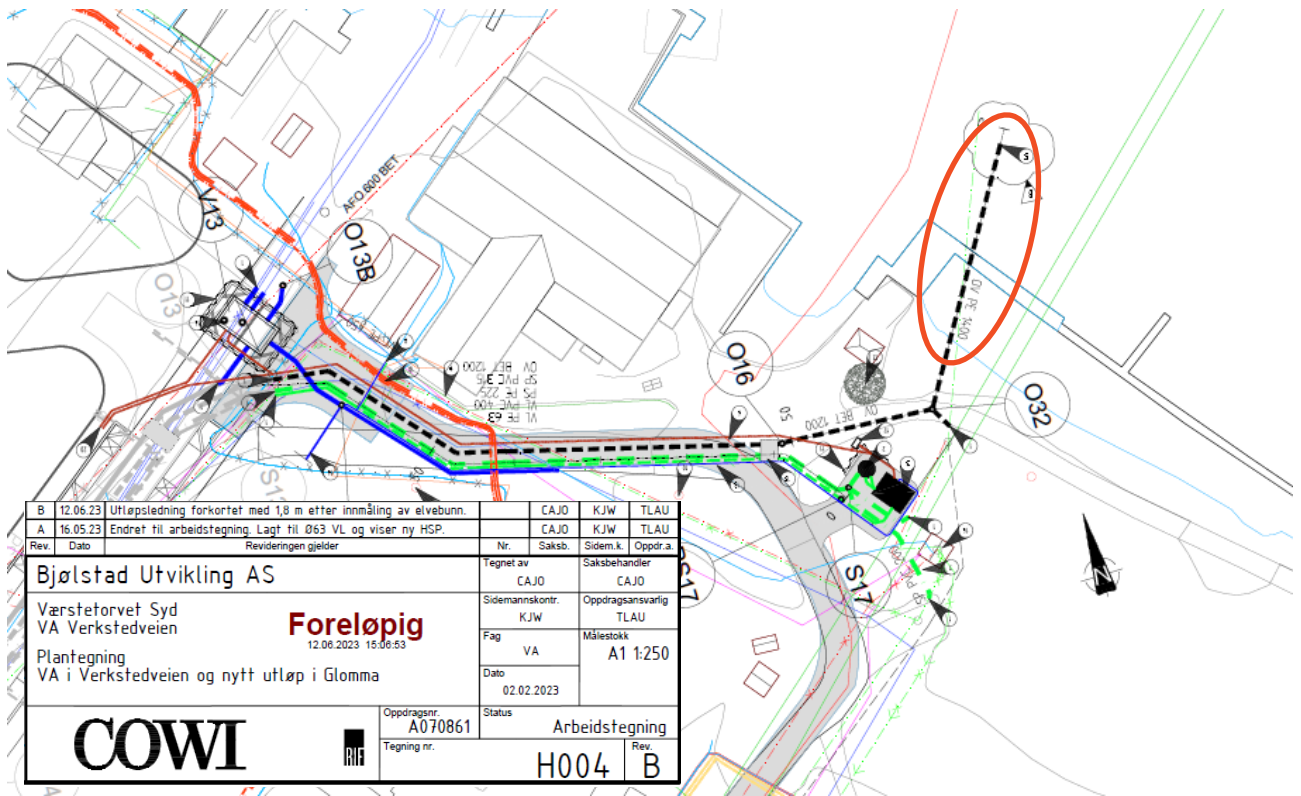 V13
AFO 600 BET
O13B
O13
OV BET 1200
SP PVC 315
PS PE 225
VL PVC 400
VL PE 63
O16
OV BET 1200
OV PE 1400
O32
S17
B
N
B 12.06.23 Utløpsledning forkortet med 1,8 m etter innmåling av elvebunn. CAJO KJW TLAU
A 16.05.23 Endret til arbeidstegning. Lagt til Ø63 VL og viser ny HSP. CAJO KJW TLAU
Rev. Dato Revideringen gjelder Nr. Saksb. Sidem.k. Oppdr.a.
Bjølstad Utvikling AS
Tegnet av
CAJO
Saksbehandler
CAJO
Værstetorvet Syd
VA Verkstedveien
Foreløpig
12.06.2023 15:06:53
Plantegning
VA i Verkstedveien og nytt utløp i Glomma
Sidemannskontr.
KJW
Oppdragsansvarlig
TLAU
Fag
VA
Målestokk
A1 1:250
Dato
02.02.2023
COWI
RIF
Oppdragsnr.
A070861
Status
Arbeidstegning
Tegning nr.
H004
Rev.
B